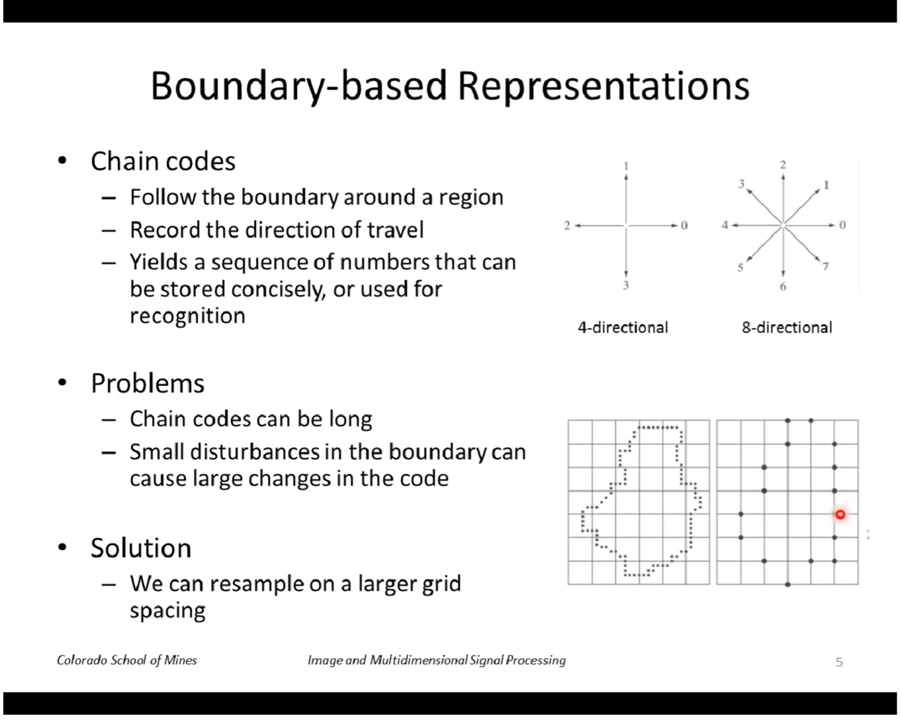 Boundary-based Representations
• Chain codes
– Follow the boundary around a region
– Record the direction of travel
– Yields a sequence of numbers that can
be stored concisely, or used for
recognition
1
2
0
3
4-directional
2
3
1
4
0
5
7
6
8-directional
• Problems
– Chain codes can be long
– Small disturbances in the boundary can
cause large changes in the code
• Solution
– We can resample on a larger grid
spacing
Colorado School of Mines
Image and Multidimensional Signal Processing
5